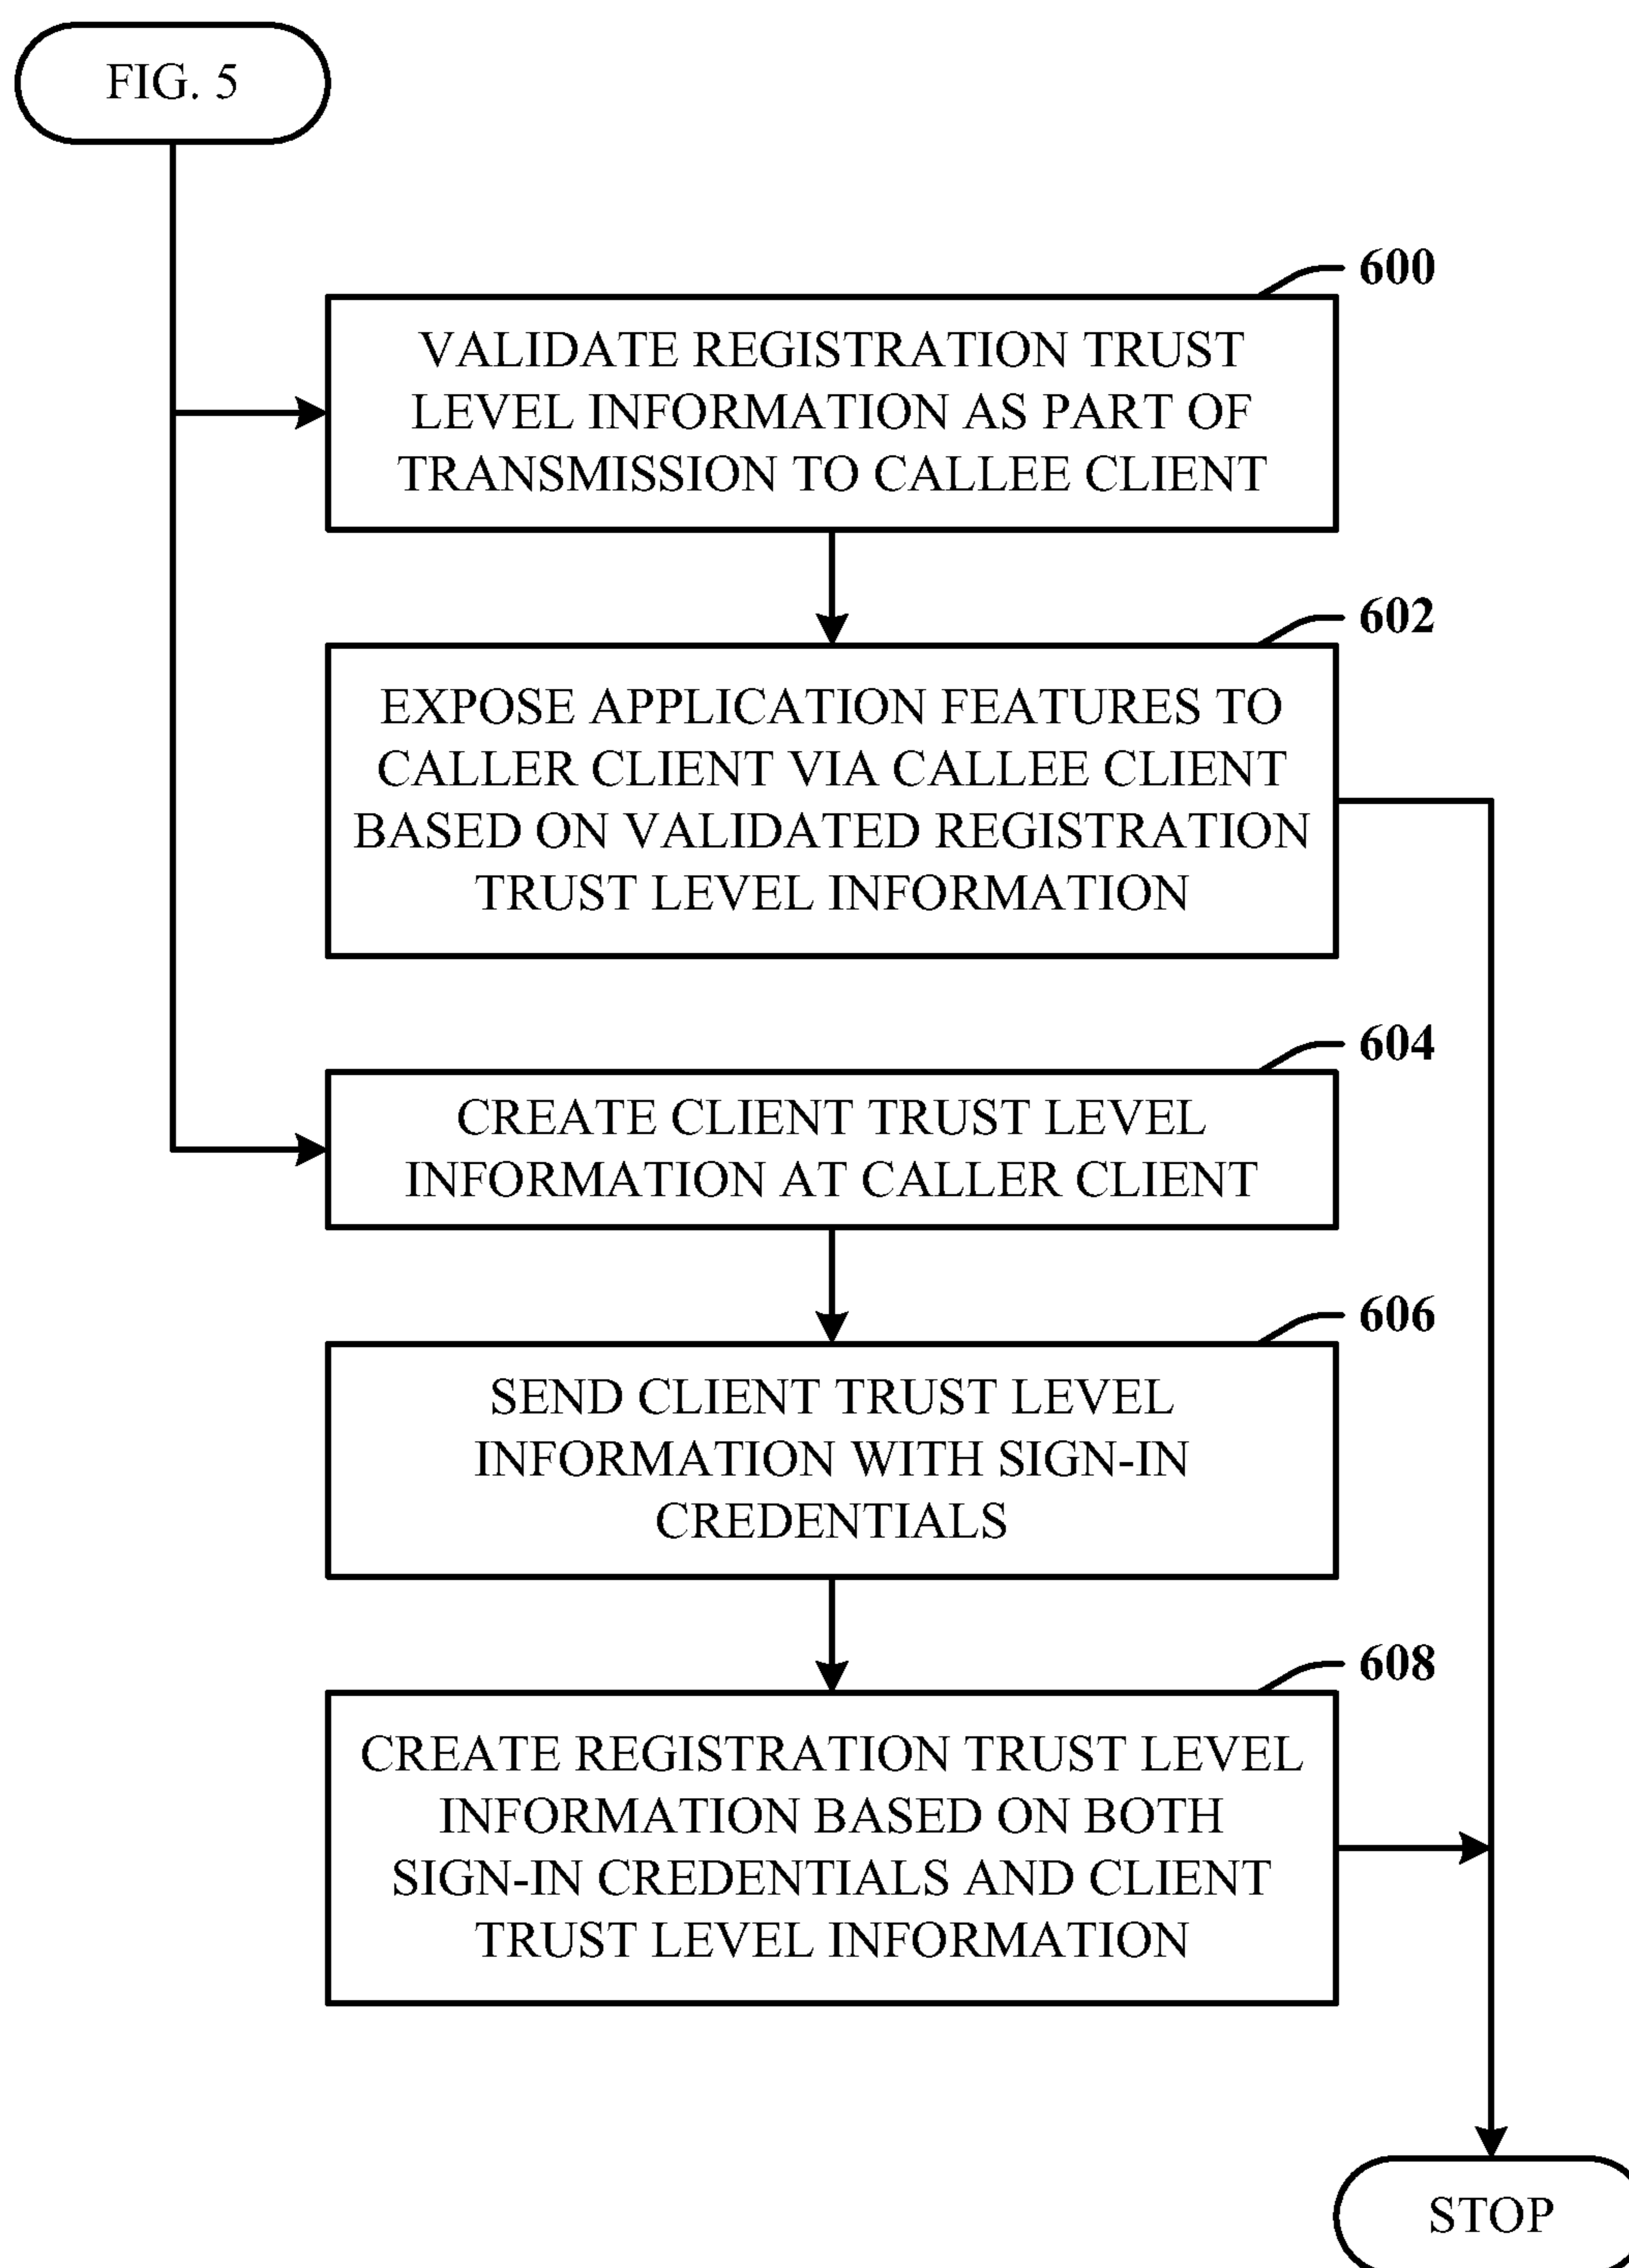 FIG. 5
600
VALIDATE REGISTRATION TRUST
LEVEL INFORMATION AS PART OF
TRANSMISSION TO CALLEE CLIENT
602
EXPOSE APPLICATION FEATURES TO
CALLER CLIENT VIA CALLEE CLIENT
BASED ON VALIDATED REGISTRATION
TRUST LEVEL INFORMATION
604
CREATE CLIENT TRUST LEVEL
INFORMATION AT CALLER CLIENT
606
SEND CLIENT TRUST LEVEL
INFORMATION WITH SIGN-IN
CREDENTIALS
608
CREATE REGISTRATION TRUST LEVEL
INFORMATION BASED ON BOTH
SIGN-IN CREDENTIALS AND CLIENT
TRUST LEVEL INFORMATION
STOP